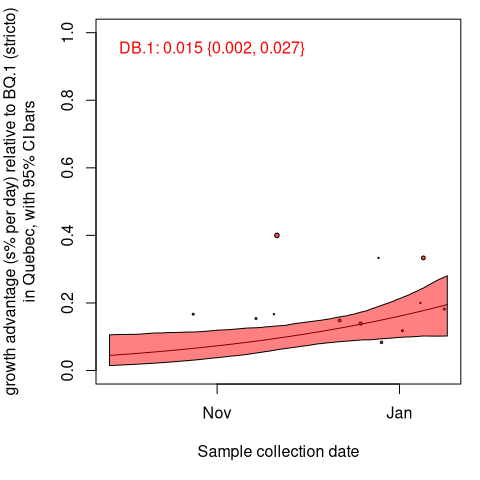 growth advantage (s% per day) relative to BQ.1 (stricto)
in Quebec, with 95% CI bars
1.0
0.8
0.6
0.4
0.2
0.0
DB.1: 0.015 {0.002, 0.027}
Nov
Jan
Sample collection date